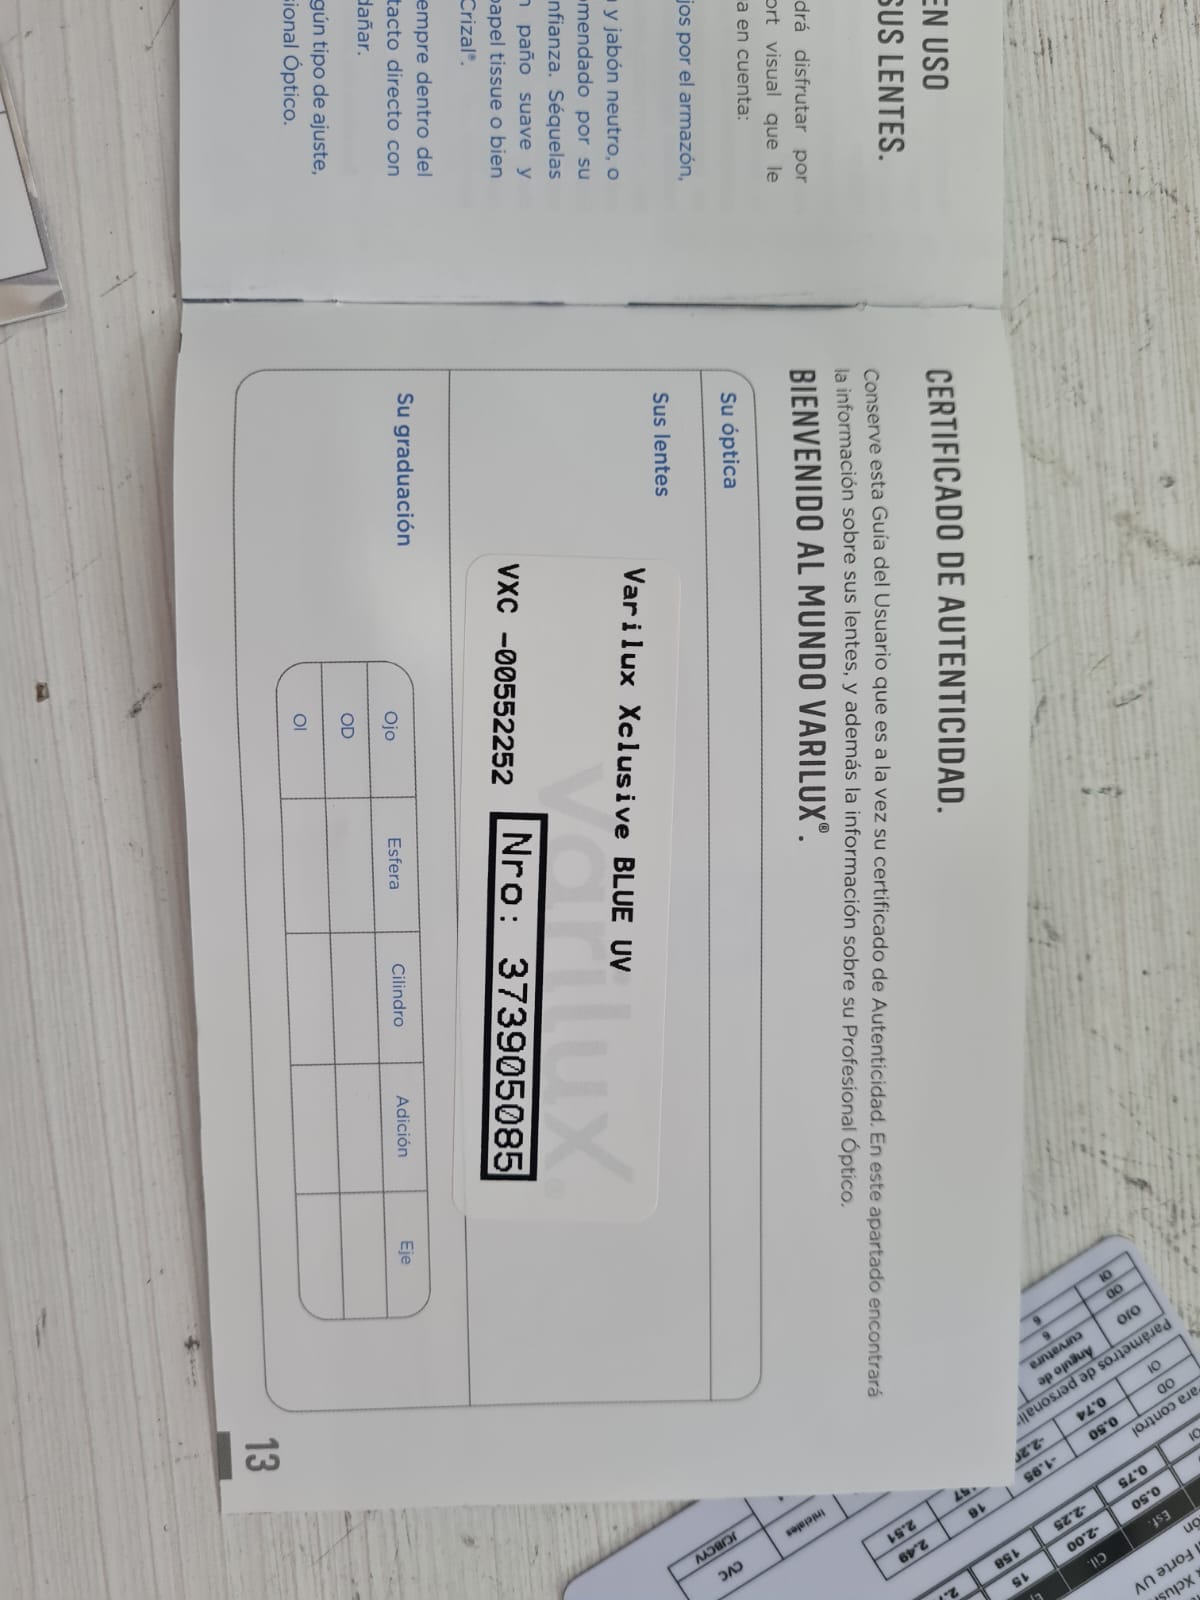 EN USO
SUS LENTES.
drá disfrutar por
ort visual que le
a en cuenta:
jos por el armazón,
y jabón neutro, o
omendado por su
nfianza. Séquelas
n paño suave y
papel tissue o bien
Crizal®.
empre dentro del
tacto directo con
dañar.
gún tipo de ajuste,
sional Óptico.
CERTIFICADO DE AUTENTICIDAD.
Conserve esta Guía del Usuario que es a la vez su certificado de Autenticidad. En este apartado encontrará
la información sobre sus lentes, y además la información sobre su Profesional Óptico.
BIENVENIDO AL MUNDO VARILUX®.
Su óptica
Sus lentes
Varilux Xclusive BLUE UV
varilux®
VXC -00552252 Nro: 373905085
Su graduación
Ojo Esfera Cilindro Adición Eje
OD
OI
13
Forte UV
Esf. Cil.
0.50 -2.00 15
0.75 -2.25 158
ara control
OD 0.50 -1.95 16 2.49
OI 0.74 157 2.51
Parámetros de personali
OJO Ángulo de curvatura Iniciales CVC
OD 6 JCIBCYV
OI 6